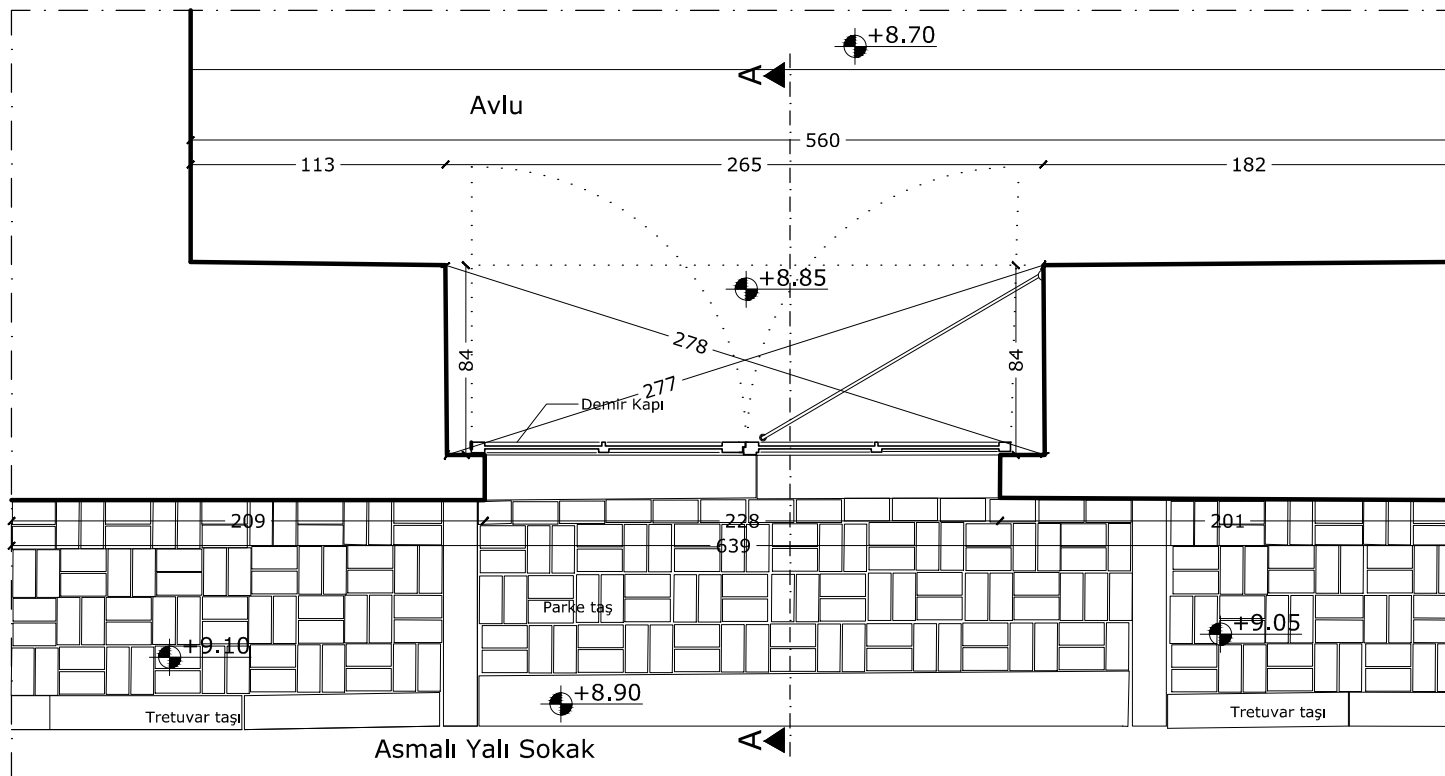 +8.70
A
Avlu
560
113
265
182
+8.85
278
84
84
277
Demir Kapı
209
228
201
639
Parke taş
+9.05
+9.10
+8.90
Tretuvar taşı
Tretuvar taşı
A
Asmalı Yalı Sokak